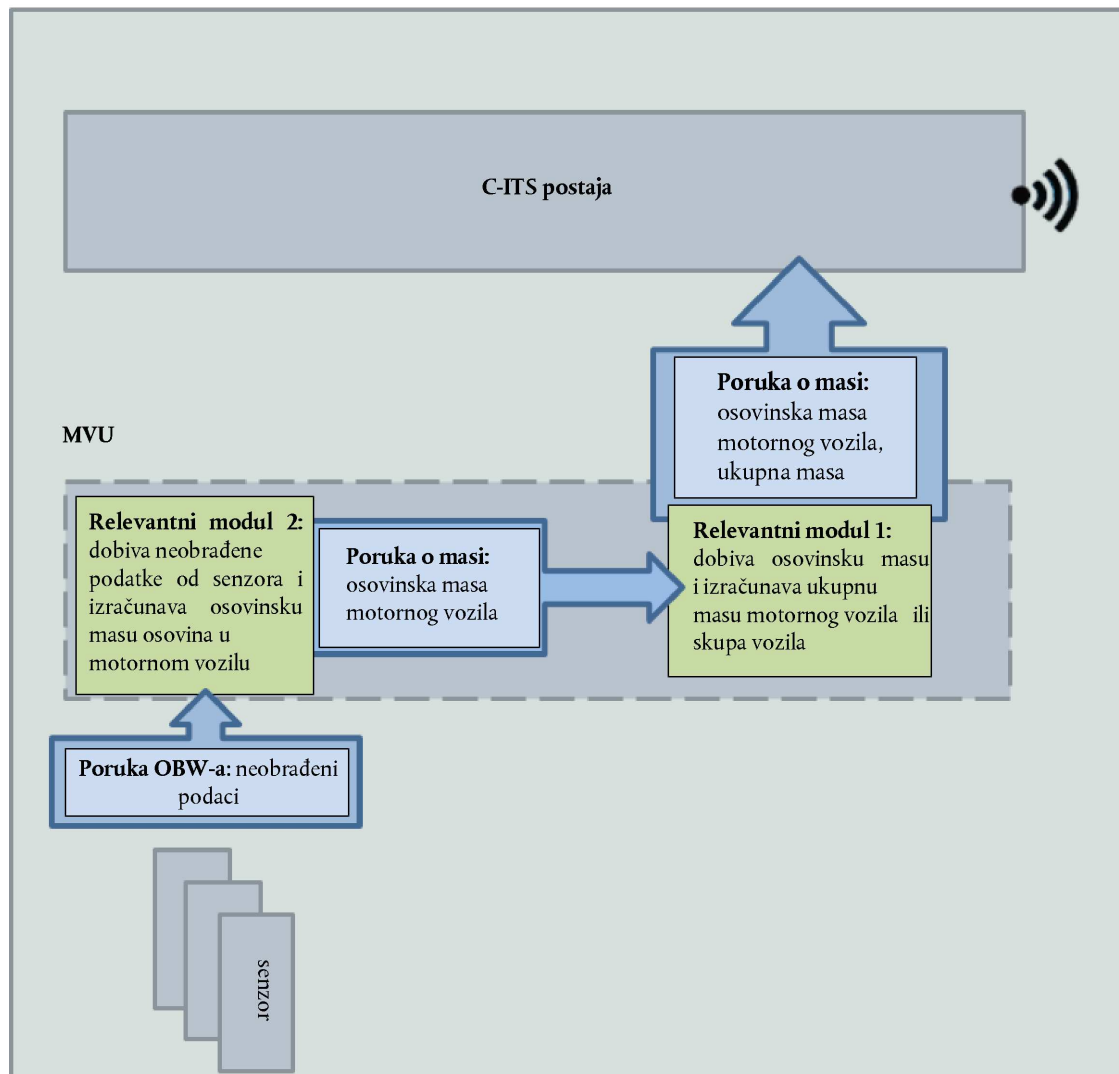 C-ITS postaja
Poruka o masi:
osovinska masa
motornog vozila,
ukupna masa
MVU
Relevantni modul 2:
dobiva neobrađene
podatke od senzora i
izračunava osovinsku
masu osovina u
motornom vozilu
Poruka o masi:
osovinska masa
motornog vozila
Relevantni modul 1:
dobiva osovinsku masu
i izračunava ukupnu
masu motornog vozila ili
skupa vozila
Poruka OBW-a: neobrađeni
podaci
senzor